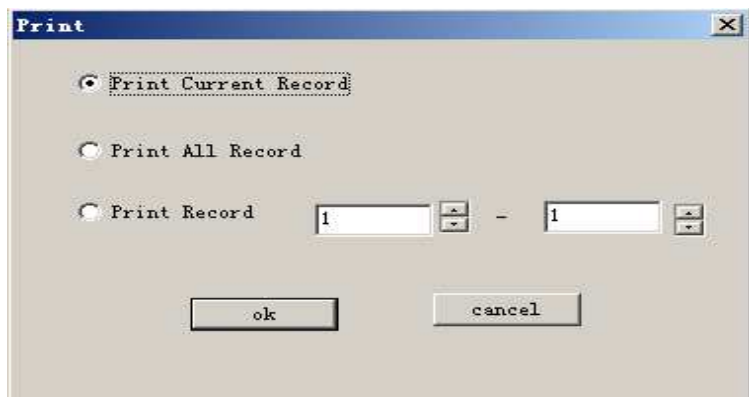 Print
Print Current Record
Print All Record
Print Record 1 - 1
ok cancel